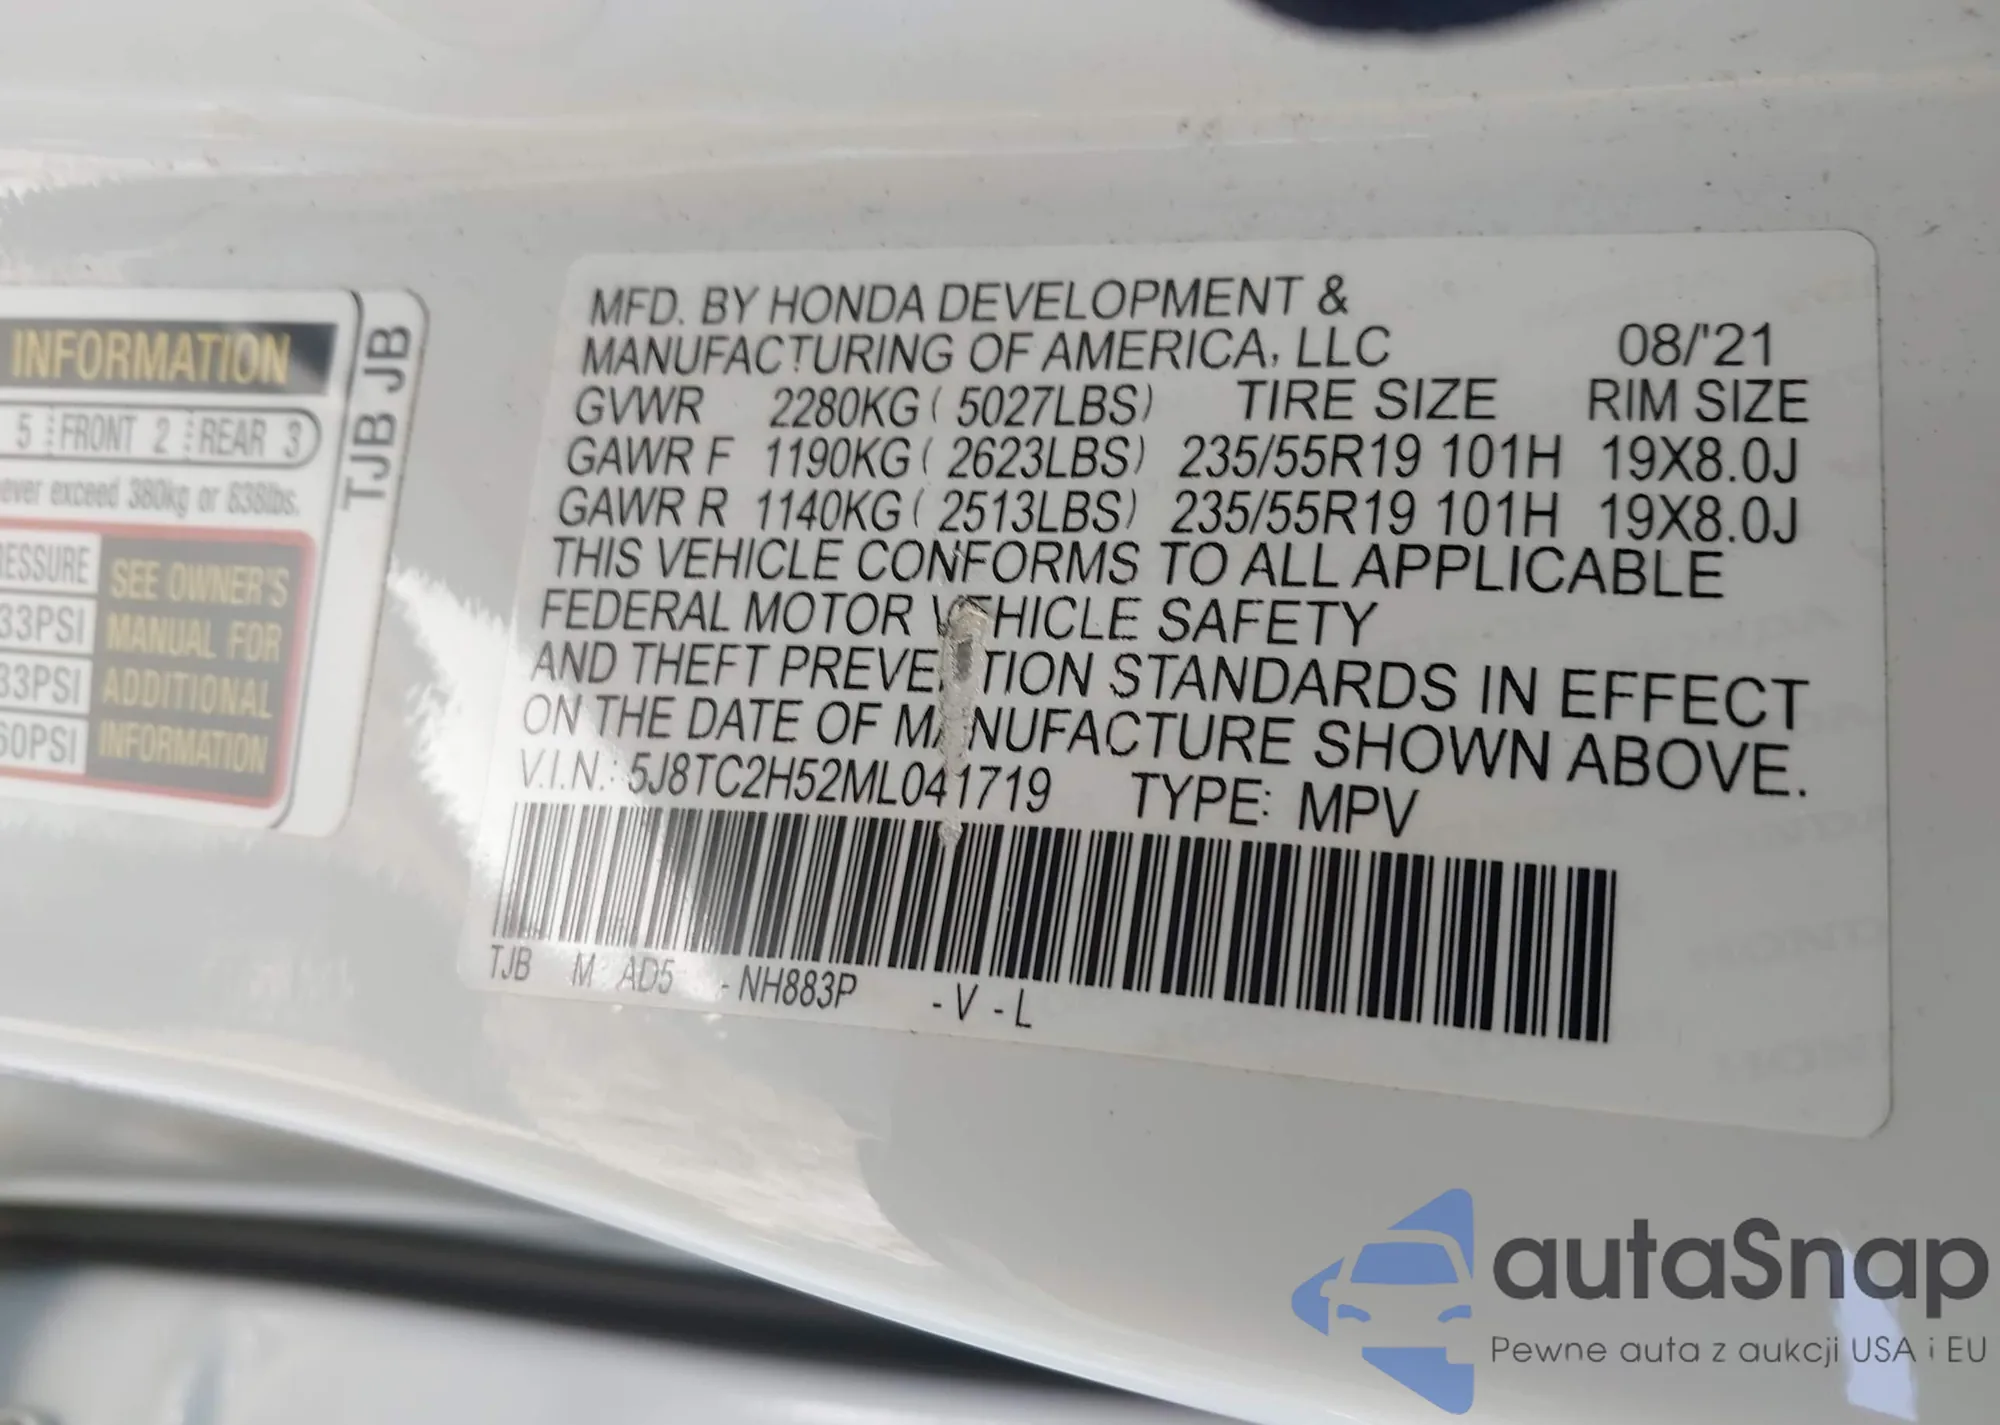 INFORMATION
5 FRONT 2 REAR 3
ever exceed 380kg or 838lbs.
ESSURE
33PSI
33PSI
60PSI
SEE OWNER'S
MANUAL FOR
ADDITIONAL
INFORMATION
TJB JB
MFD. BY HONDA DEVELOPMENT &
MANUFACTURING OF AMERICA, LLC 08/'21
GVWR 2280KG ( 5027LBS) TIRE SIZE RIM SIZE
GAWR F 1190KG ( 2623LBS) 235/55R19 101H 19X8.0J
GAWR R 1140KG ( 2513LBS) 235/55R19 101H 19X8.0J
THIS VEHICLE CONFORMS TO ALL APPLICABLE
FEDERAL MOTOR VEHICLE SAFETY
AND THEFT PREVENTION STANDARDS IN EFFECT
ON THE DATE OF MANUFACTURE SHOWN ABOVE.
V.I.N.: 5J8TC2H52ML041719 TYPE: MPV
TJB M AD5 - NH883P - V - L
autaSnap
Pewne auta z aukcji USA i EU